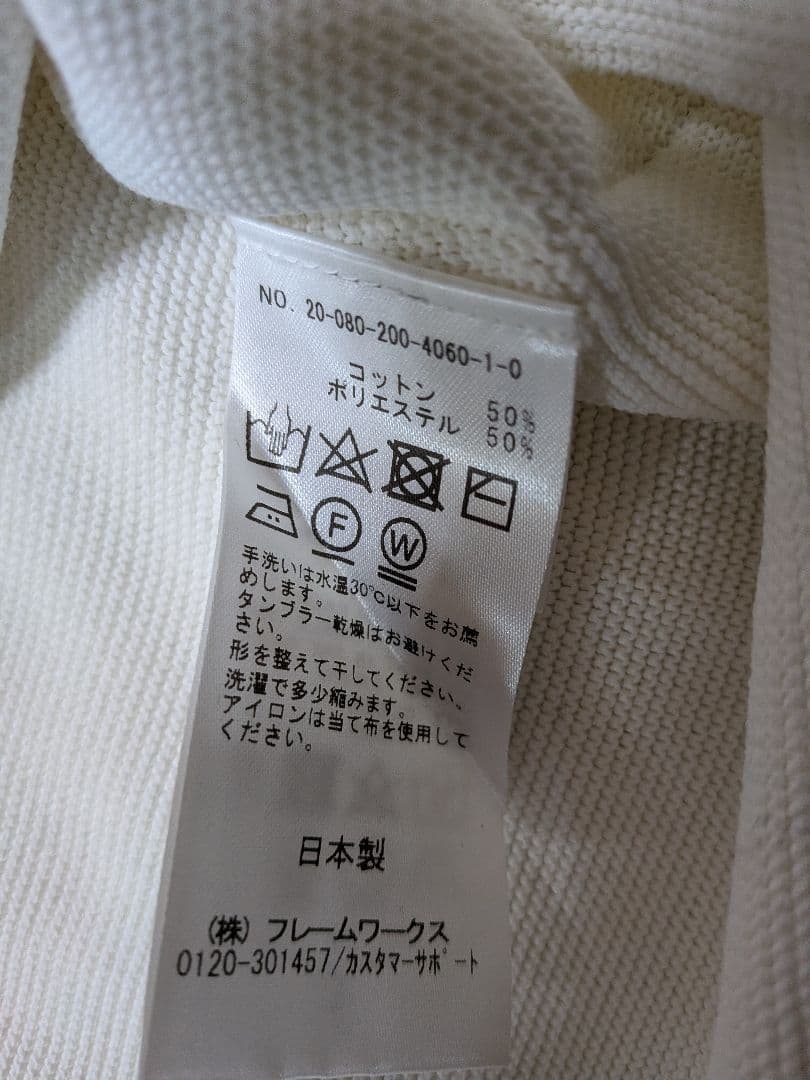 NO. 20-080-200-4060-1-0
コットン 50%
ポリエステル 50%
F W
手洗いは水温30℃以下をお薦
めします。
タンブラー乾燥はお避けくだ
さい。
形を整えて干してください。
洗濯で多少縮みます。
アイロンは当て布を使用して
ください。
日本製
(株) フレームワークス
0120-301457/カスタマーサポート